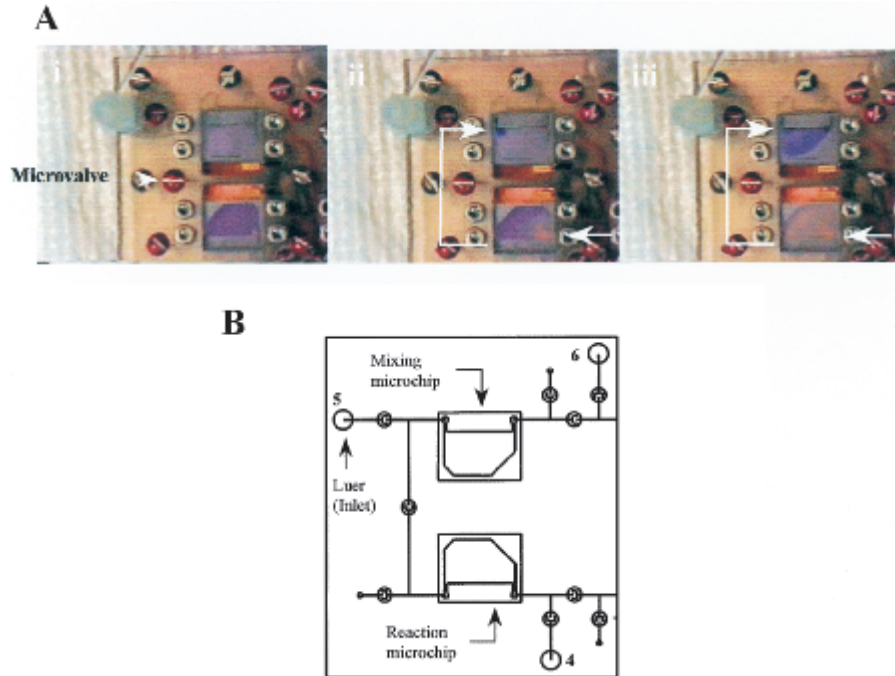 A
i
ii
iii
Microvalve
B
Mixing
microchip
6
5
Luer
(Inlet)
Reaction
microchip
4